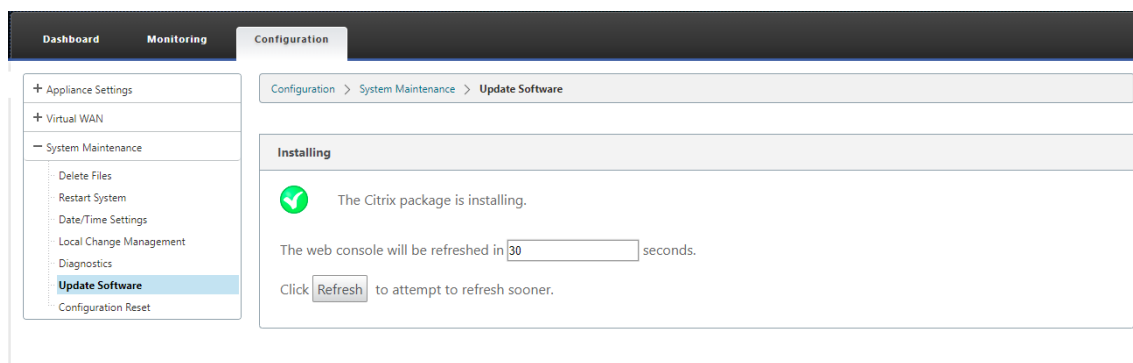 Dashboard Monitoring Configuration
+ Appliance Settings
+ Virtual WAN
− System Maintenance
Delete Files
Restart System
Date/Time Settings
Local Change Management
Diagnostics
Update Software
Configuration Reset
Configuration > System Maintenance > Update Software
Installing
The Citrix package is installing.
The web console will be refreshed in 30 seconds.
Click Refresh to attempt to refresh sooner.